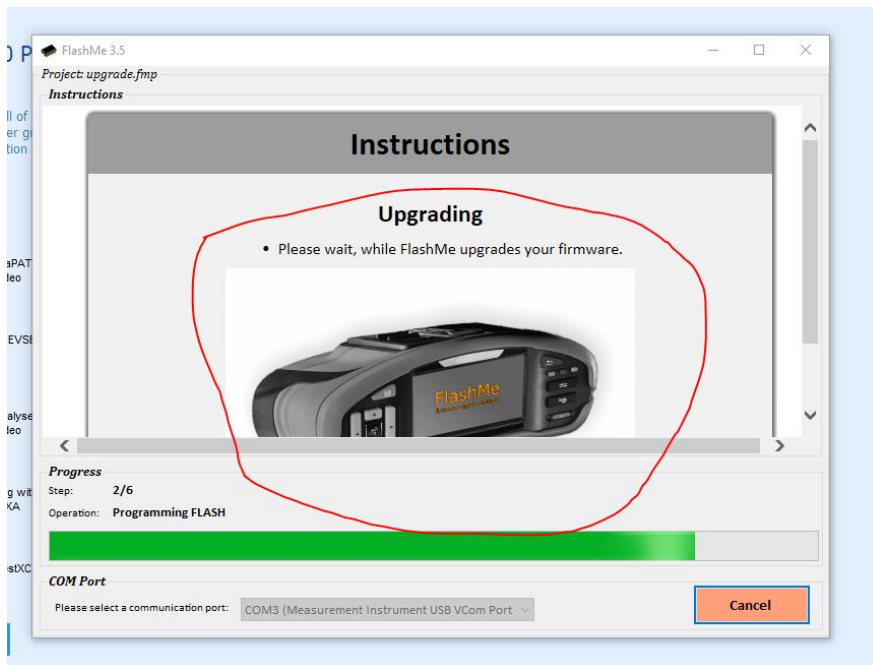 FlashMe 3.5
Project: upgrade.fmp
Instructions
Instructions
Upgrading
• Please wait, while FlashMe upgrades your firmware.
FlashMe
Progress
Step: 2/6
Operation: Programming FLASH
COM Port
Please select a communication port: COM3 (Measurement Instrument USB VCom Port
Cancel